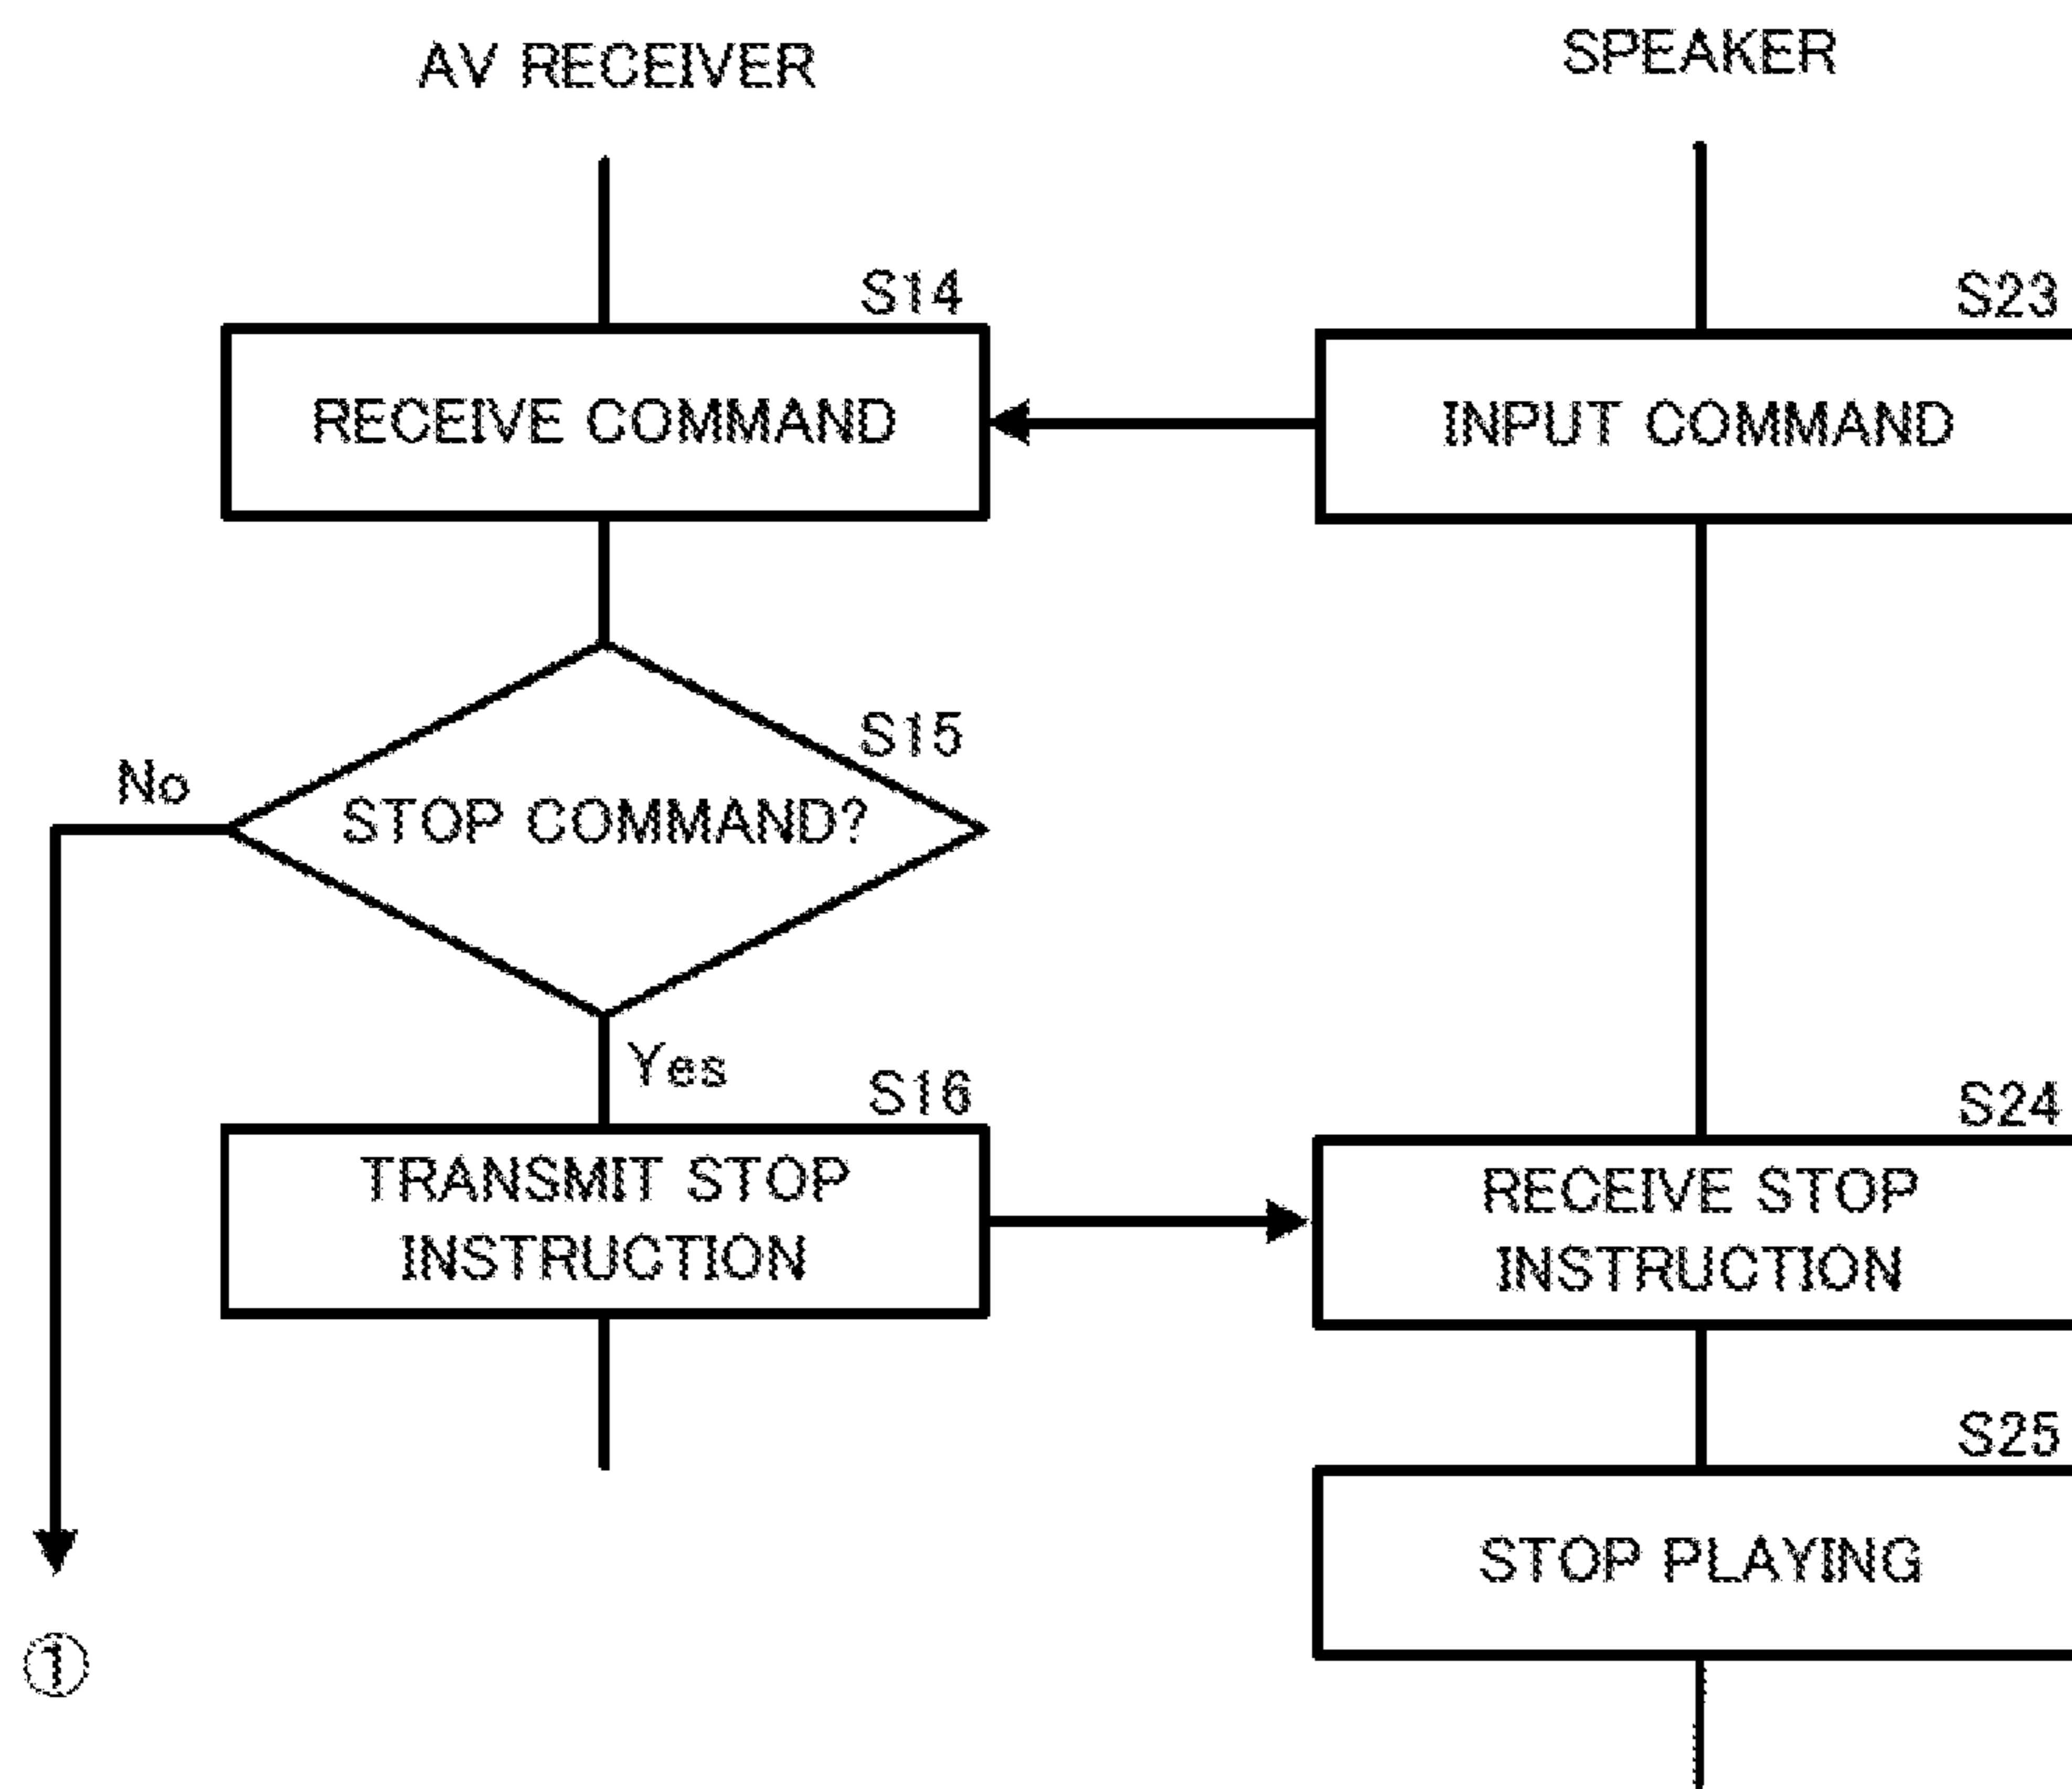 AV RECEIVER
SPEAKER
S14
S23
RECEIVE COMMAND
INPUT COMMAND
S15
No
STOP COMMAND?
Yes
S16
S24
TRANSMIT STOP
INSTRUCTION
RECEIVE STOP
INSTRUCTION
S25
STOP PLAYING
①